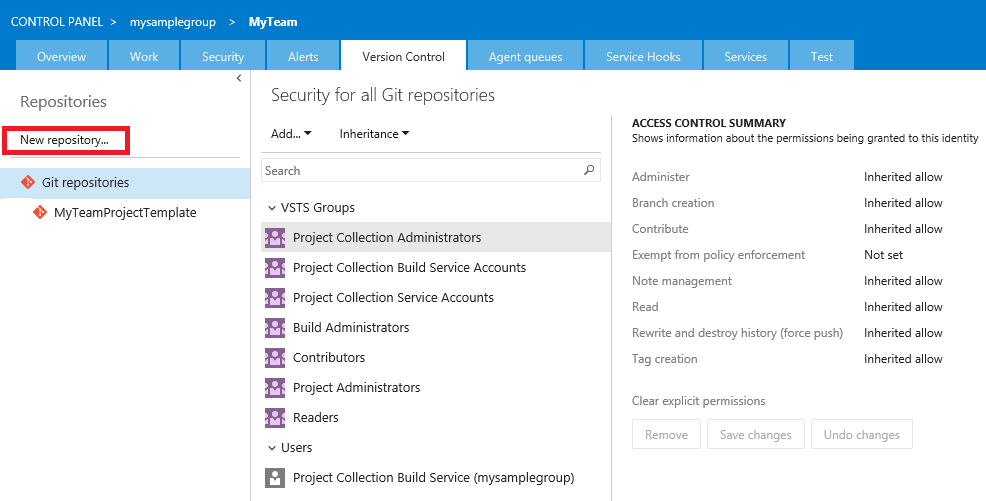 CONTROL PANEL > mysamplegroup > MyTeam
Overview Work Security Alerts Version Control Agent queues Service Hooks Services Test
Repositories
New repository...
Git repositories
MyTeamProjectTemplate
Security for all Git repositories
Add... Inheritance
Search
VSTS Groups
Project Collection Administrators
Project Collection Build Service Accounts
Project Collection Service Accounts
Build Administrators
Contributors
Project Administrators
Readers
Users
Project Collection Build Service (mysamplegroup)
ACCESS CONTROL SUMMARY
Shows information about the permissions being granted to this identity
Administer Inherited allow
Branch creation Inherited allow
Contribute Inherited allow
Exempt from policy enforcement Not set
Note management Inherited allow
Read Inherited allow
Rewrite and destroy history (force push) Inherited allow
Tag creation Inherited allow
Clear explicit permissions
Remove Save changes Undo changes